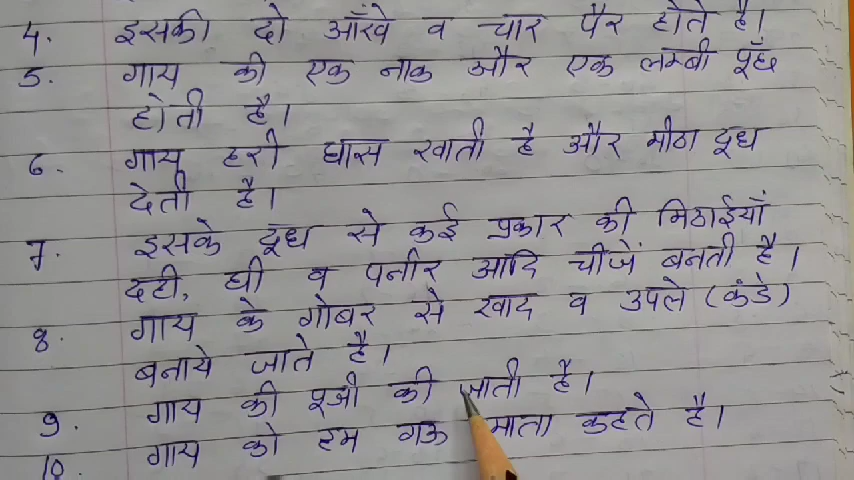 4. इसकी दो आँखे व चार पैर होते है।
5. गाय की एक नाक और एक लम्बी पूँछ
होती है।
6. गाय हरी घास खाती है और मीठा दूध
देती है।
7. इसके दूध से कई प्रकार की मिठाईयाँ
दही, घी व पनीर आदि चीजें बनती है।
8. गाय के गोबर से खाद व उपले (कंडे)
बनाये जाते है।
9. गाय की पूजा की जाती है।
10. गाय को हम गऊ माता कहते है।